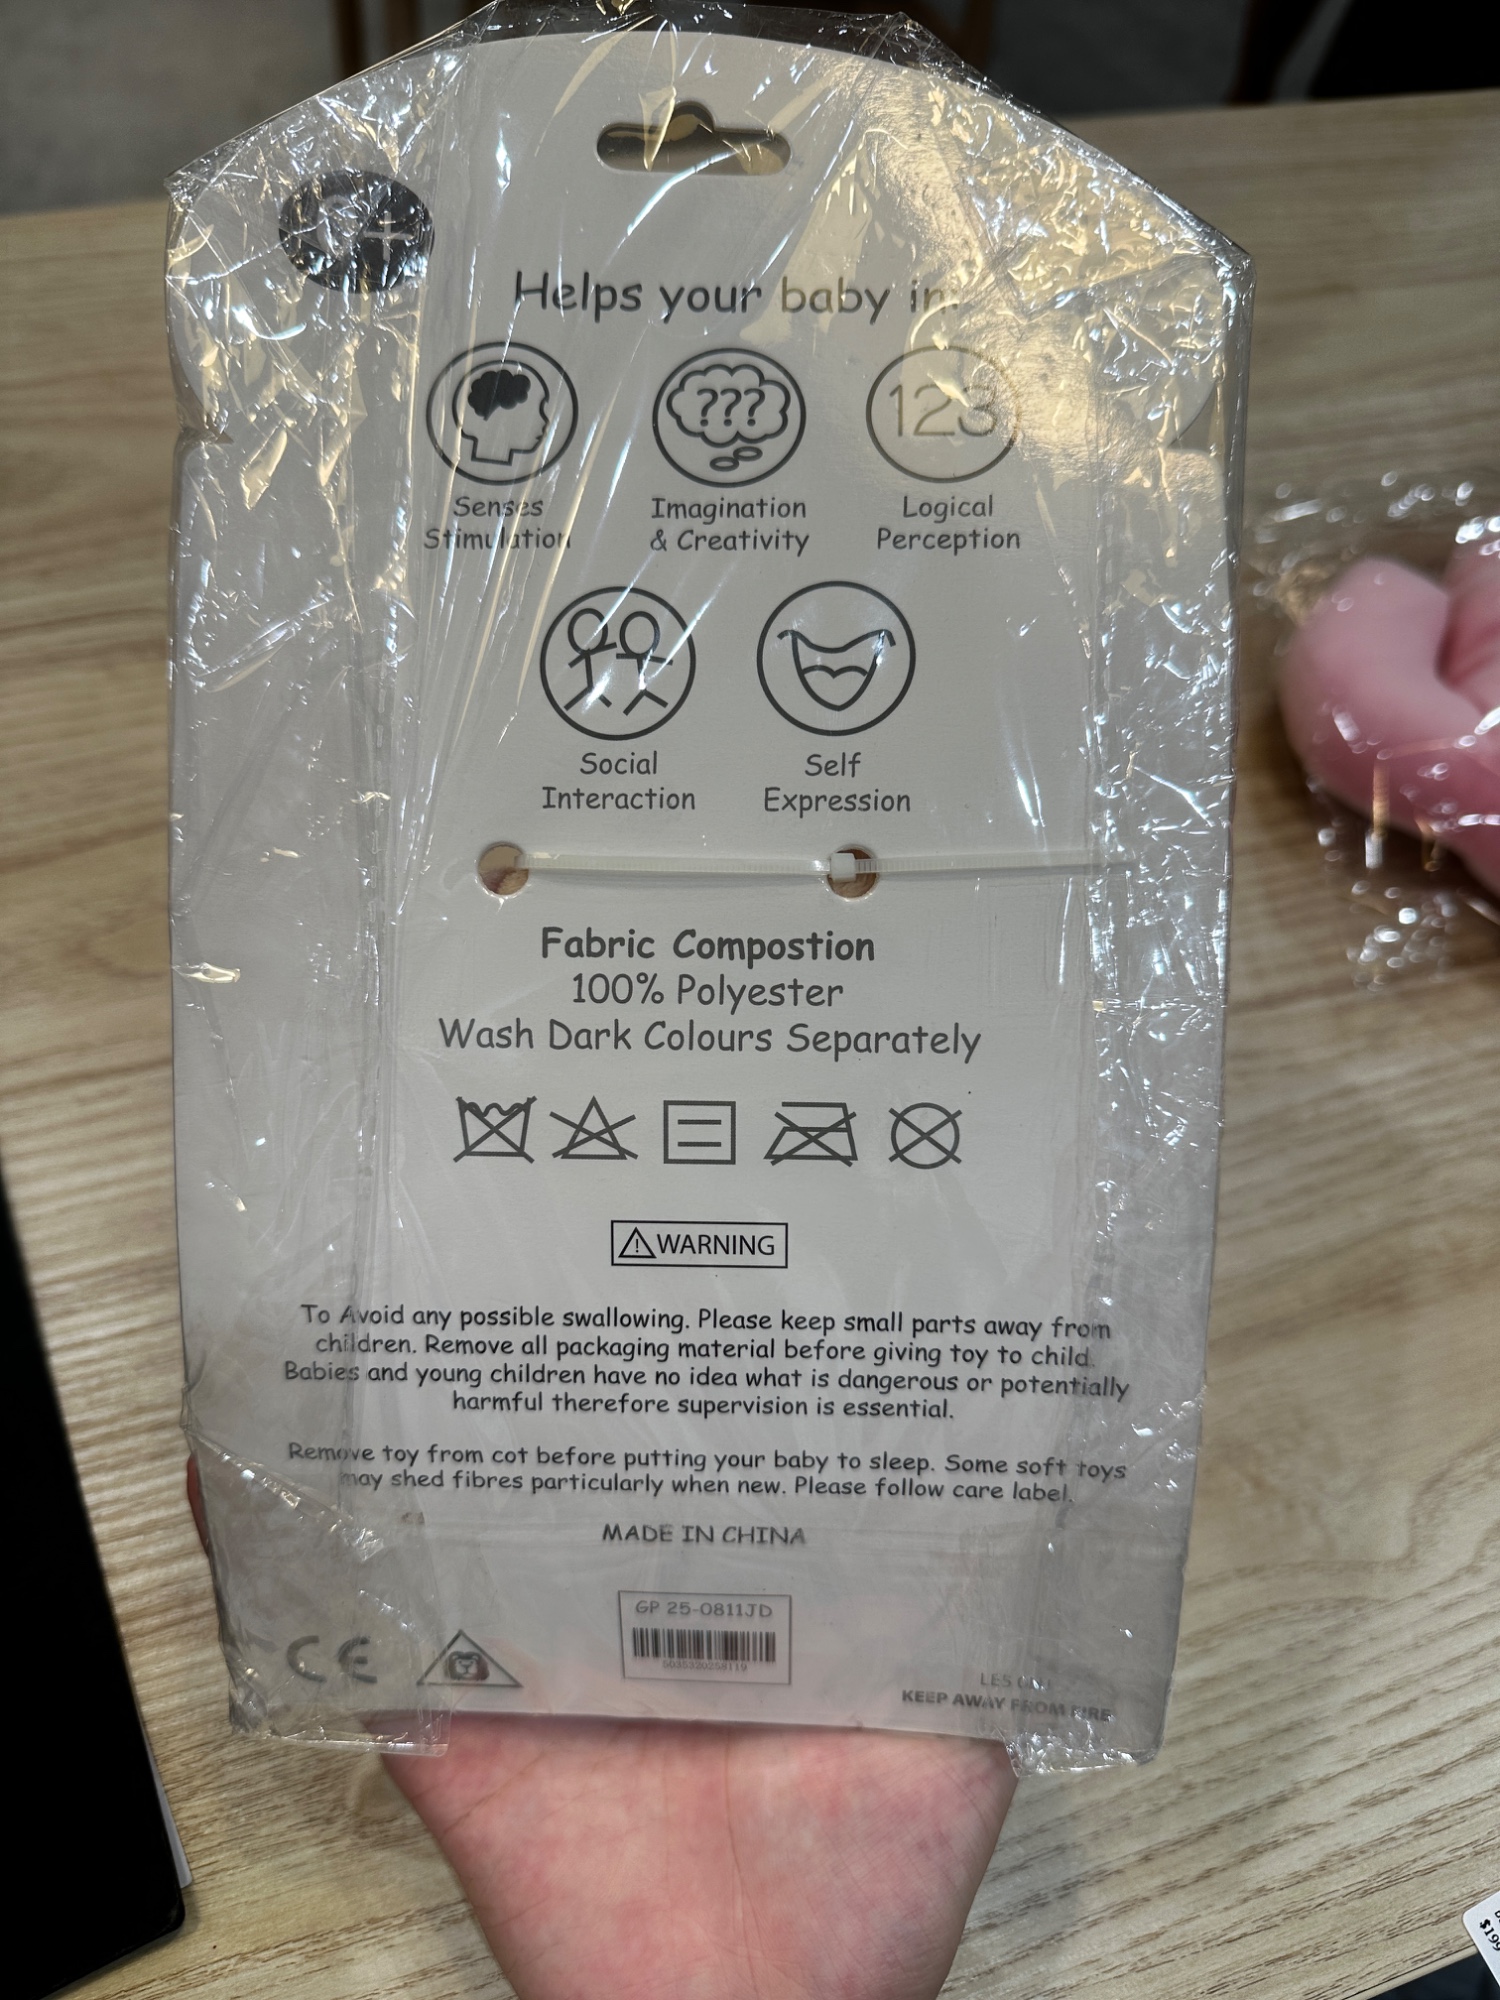 Helps your baby in:
???
123
Senses
Stimulation
Imagination
& Creativity
Logical
Perception
Social
Interaction
Self
Expression
Fabric Compostion
100% Polyester
Wash Dark Colours Separately
WARNING
To Avoid any possible swallowing. Please keep small parts away from
children. Remove all packaging material before giving toy to child.
Babies and young children have no idea what is dangerous or potentially
harmful therefore supervision is essential.
Remove toy from cot before putting your baby to sleep. Some soft toys
may shed fibres particularly when new. Please follow care label.
MADE IN CHINA
GP 25-0811JD
5035320258119
CE
KEEP AWAY FROM FIRE